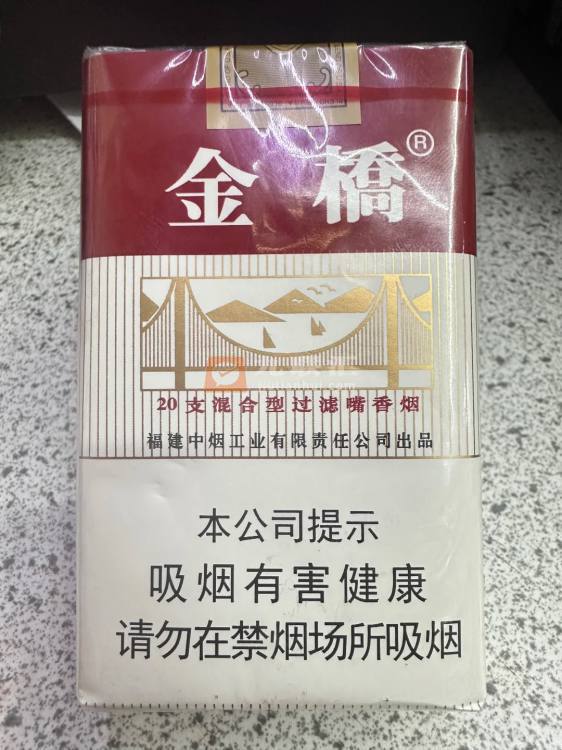 金橋®
20支混合型过滤嘴香烟
福建中烟工业有限责任公司出品
本公司提示
吸烟有害健康
请勿在禁烟场所吸烟